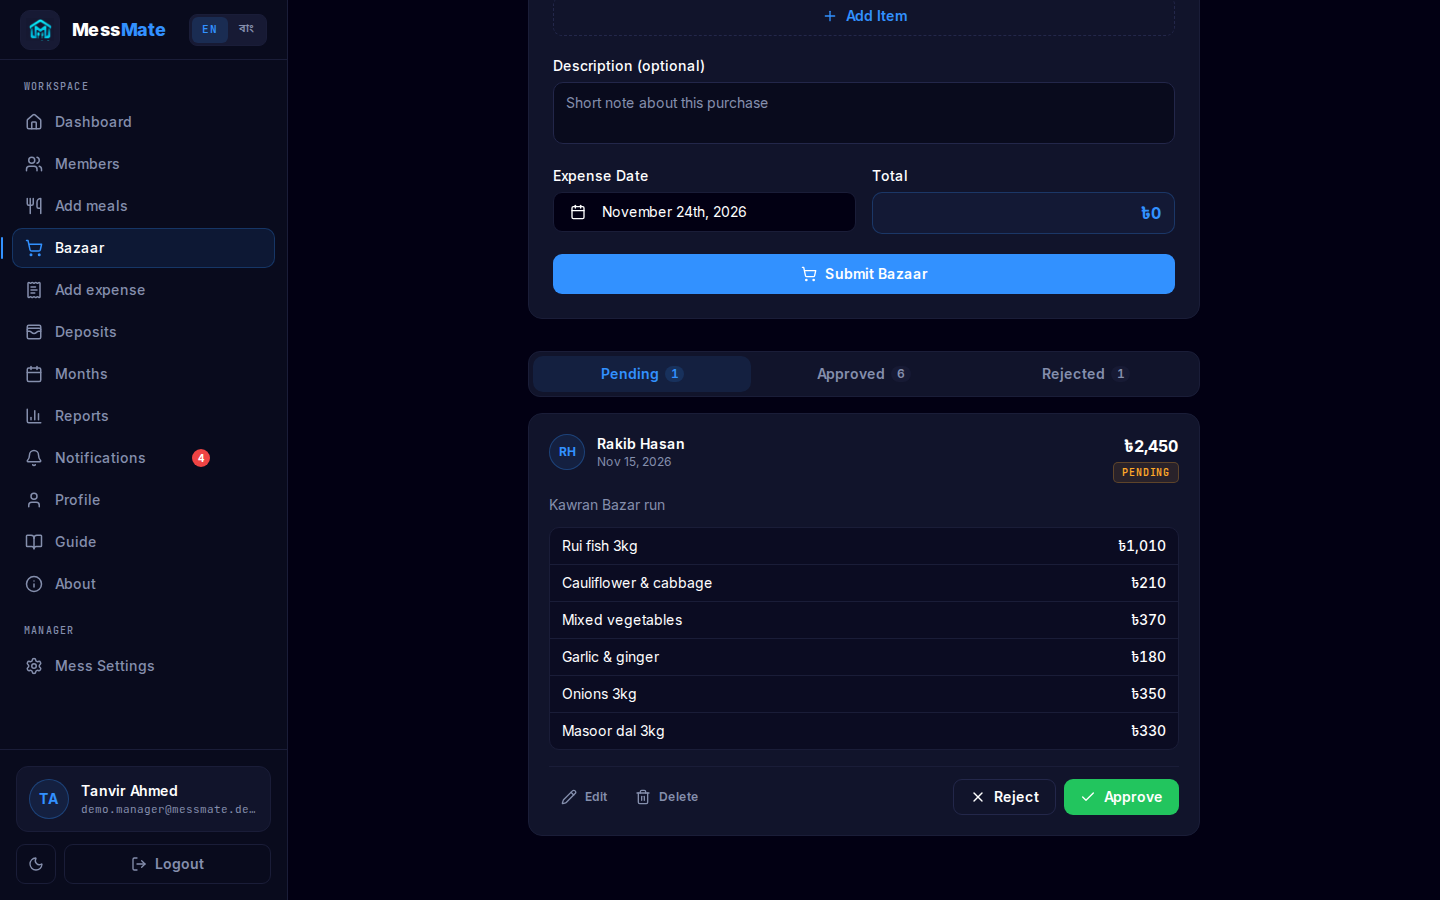 MessMate
EN
বাং
WORKSPACE
Dashboard
Members
Add meals
Bazaar
Add expense
Deposits
Months
Reports
Notifications 4
Profile
Guide
About
MANAGER
Mess Settings
TA
Tanvir Ahmed
demo.manager@messmate.de…
Logout
Add Item
Description (optional)
Short note about this purchase
Expense Date
Total
November 24th, 2026
৳0
Submit Bazaar
Pending 1
Approved 6
Rejected 1
RH
Rakib Hasan
Nov 15, 2026
৳2,450
PENDING
Kawran Bazar run
Rui fish 3kg ৳1,010
Cauliflower & cabbage ৳210
Mixed vegetables ৳370
Garlic & ginger ৳180
Onions 3kg ৳350
Masoor dal 3kg ৳330
Edit
Delete
Reject
Approve